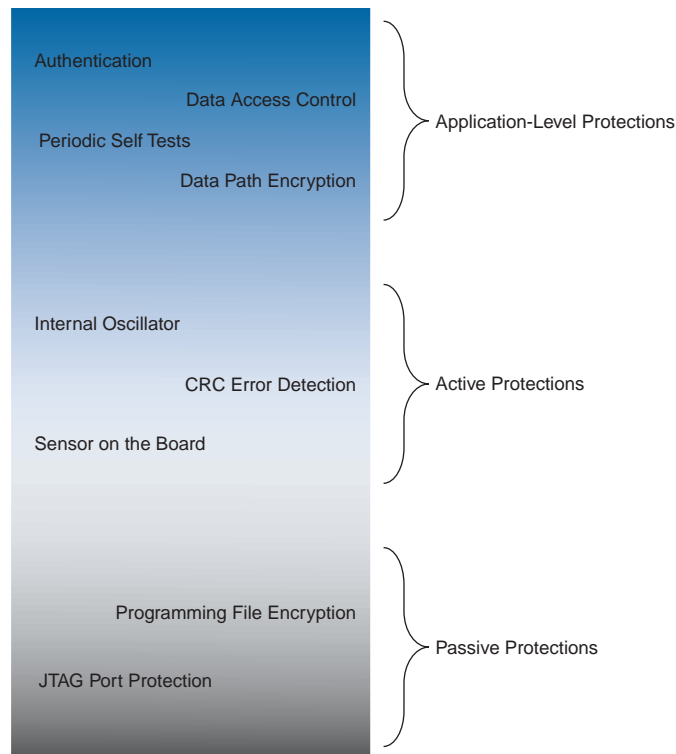 Authentication
Data Access Control
Application-Level Protections
Periodic Self Tests
Data Path Encryption
Internal Oscillator
CRC Error Detection
Active Protections
Sensor on the Board
Programming File Encryption
Passive Protections
JTAG Port Protection